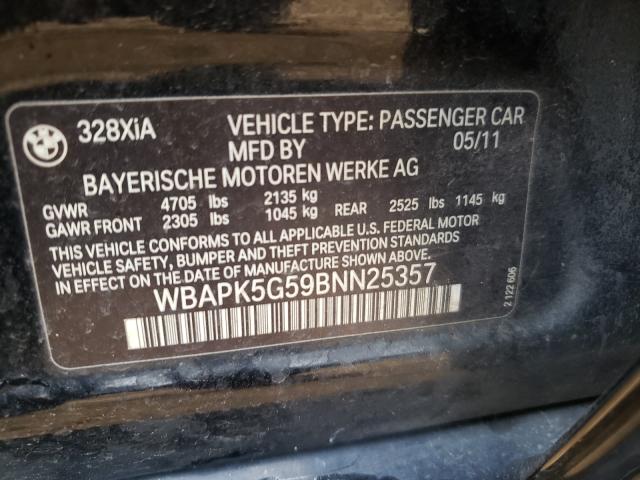 BMW
328XiA VEHICLE TYPE: PASSENGER CAR
MFD BY 05/11
BAYERISCHE MOTOREN WERKE AG
GVWR 4705 lbs 2135 kg
GAWR FRONT 2305 lbs 1045 kg REAR 2525 lbs 1145 kg
THIS VEHICLE CONFORMS TO ALL APPLICABLE U.S. FEDERAL MOTOR
VEHICLE SAFETY, BUMPER, AND THEFT PREVENTION STANDARDS
IN EFFECT ON THE DATE OF MANUFACTURE SHOWN ABOVE.
WBAPK5G59BNN25357
2 122 606